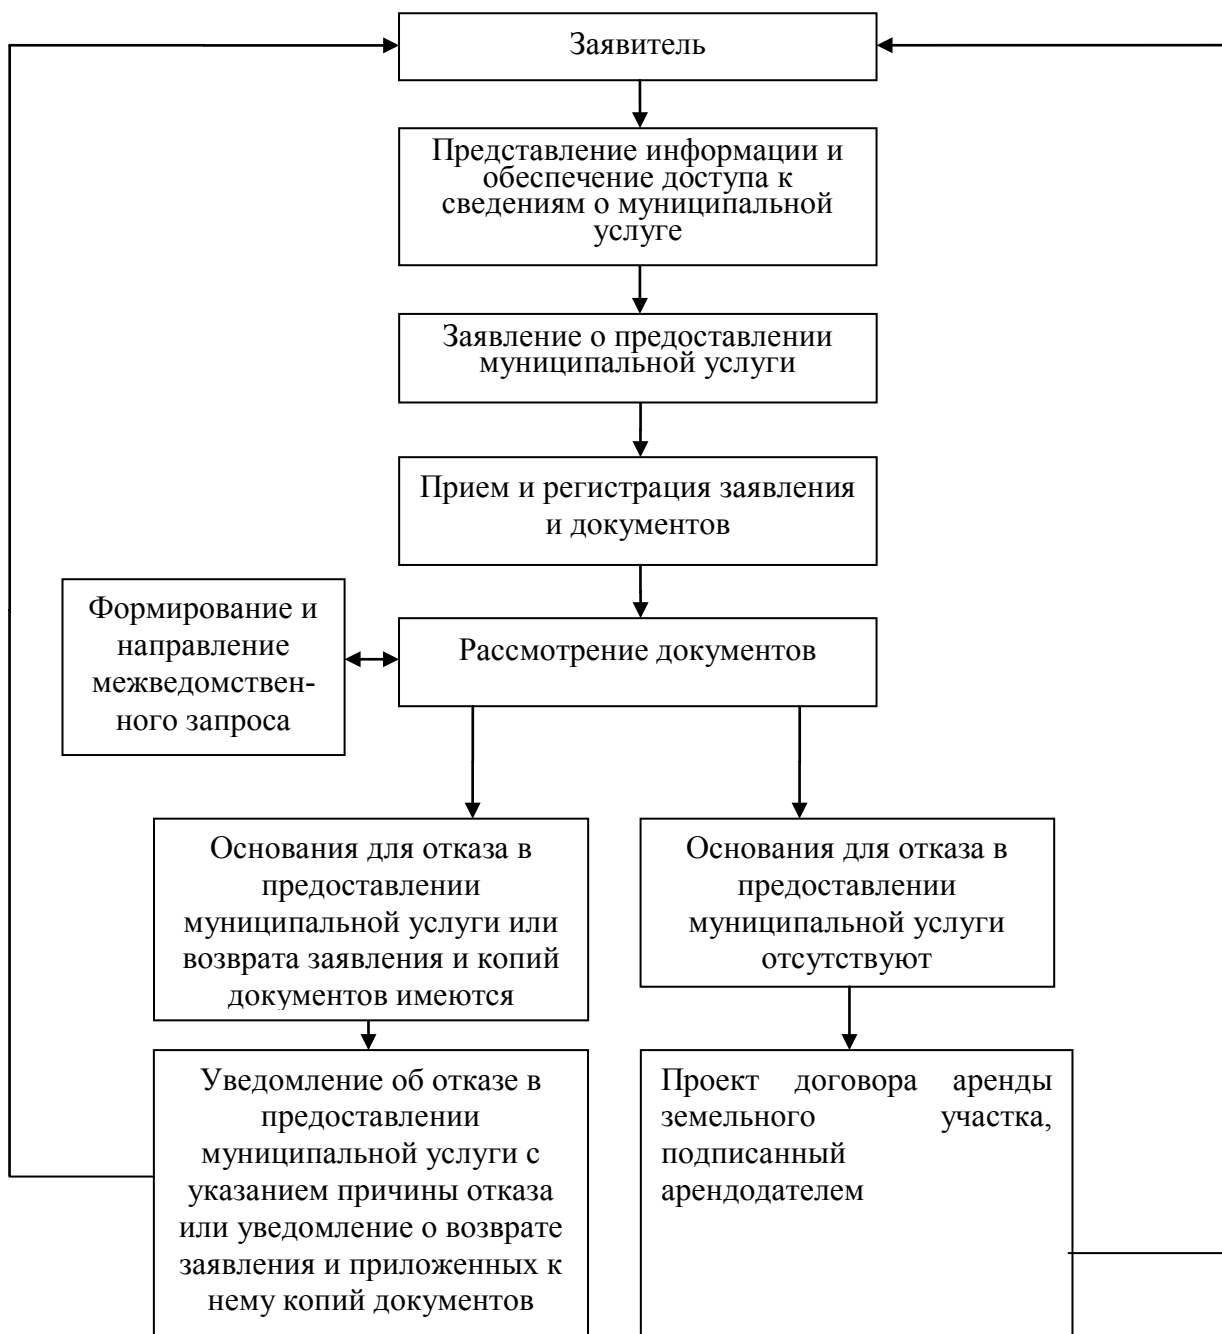 Заявитель
Представление информации и
обеспечение доступа к
сведениям о муниципальной
услуге
Заявление о предоставлении
муниципальной услуги
Прием и регистрация заявления
и документов
Формирование и
направление
межведомствен-
ного запроса
Рассмотрение документов
Основания для отказа в
предоставлении
муниципальной услуги или
возврата заявления и копий
документов имеются
Основания для отказа в
предоставлении
муниципальной услуги
отсутствуют
Уведомление об отказе в
предоставлении
муниципальной услуги с
указанием причины отказа
или уведомление о возврате
заявления и приложенных к
нему копий документов
Проект договора аренды
земельного участка,
подписанный
арендодателем